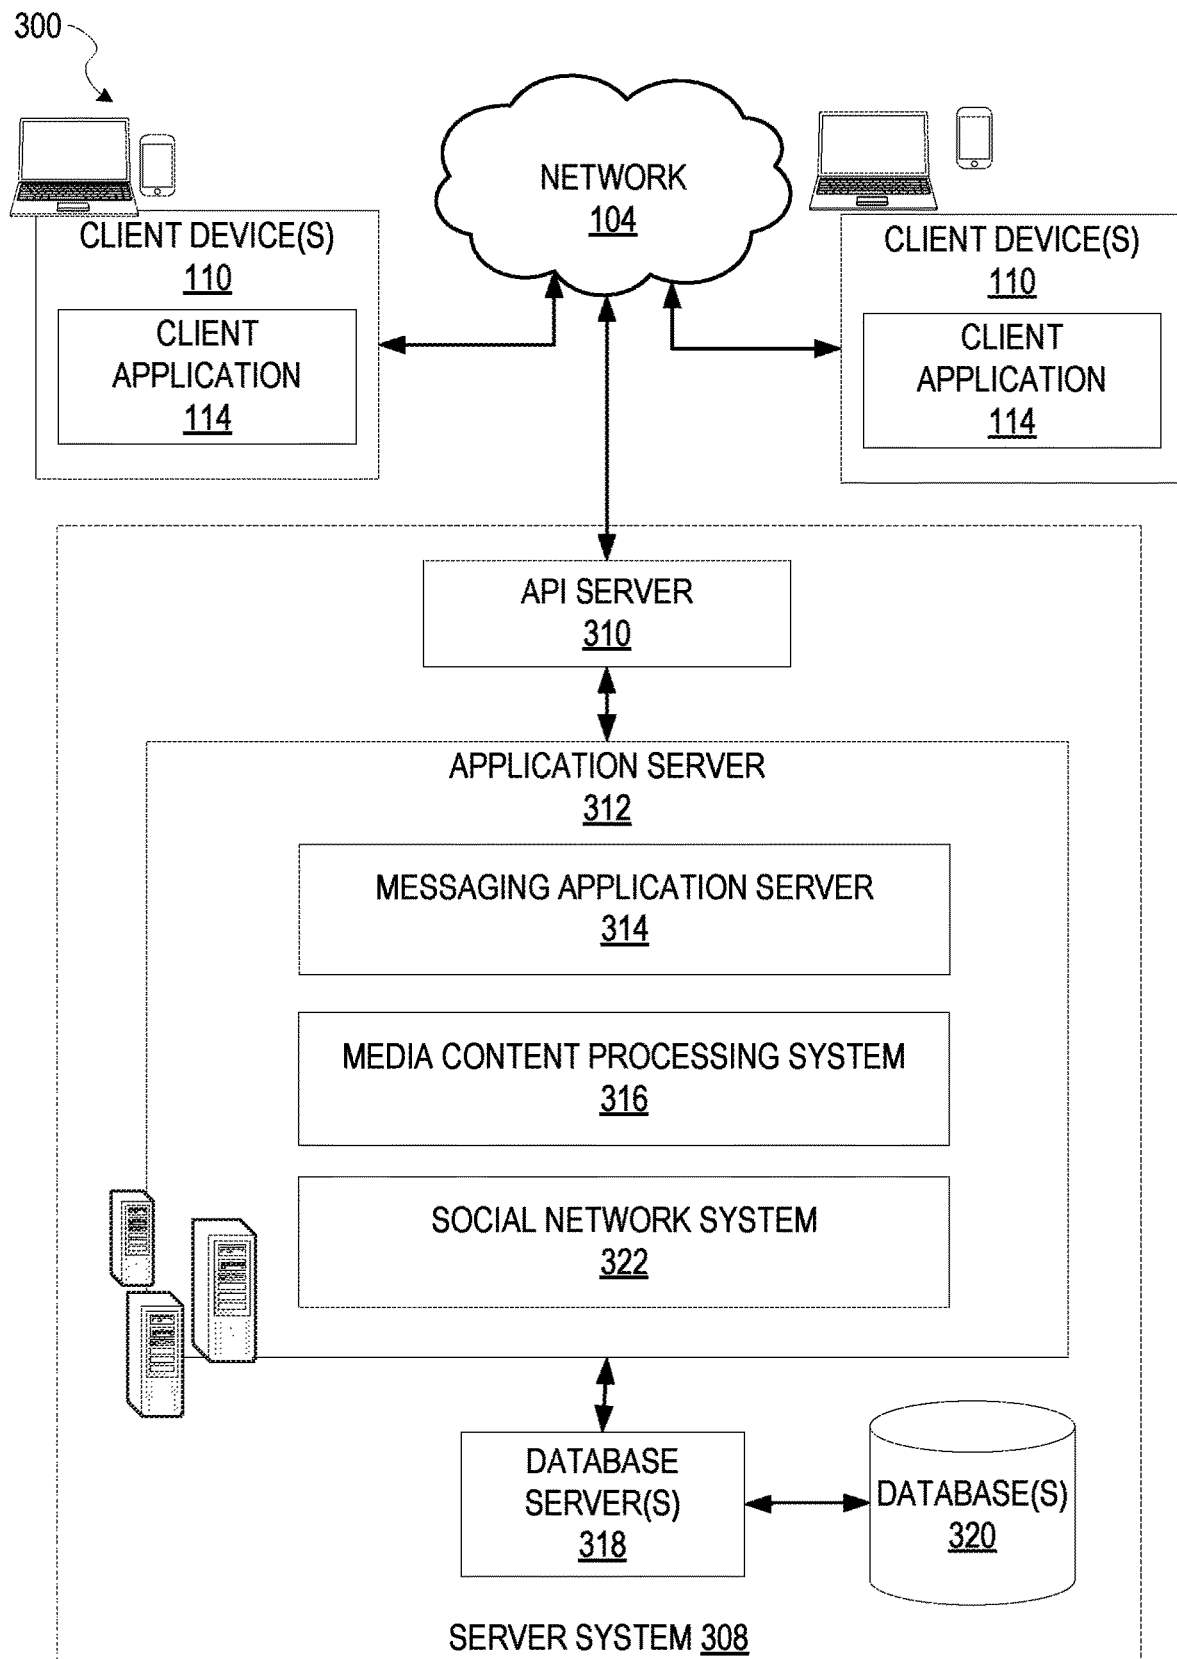 300
NETWORK
104
CLIENT DEVICE(S)
110
CLIENT
APPLICATION
114
CLIENT DEVICE(S)
110
CLIENT
APPLICATION
114
API SERVER
310
APPLICATION SERVER
312
MESSAGING APPLICATION SERVER
314
MEDIA CONTENT PROCESSING SYSTEM
316
SOCIAL NETWORK SYSTEM
322
DATABASE
SERVER(S)
318
DATABASE(S)
320
SERVER SYSTEM 308